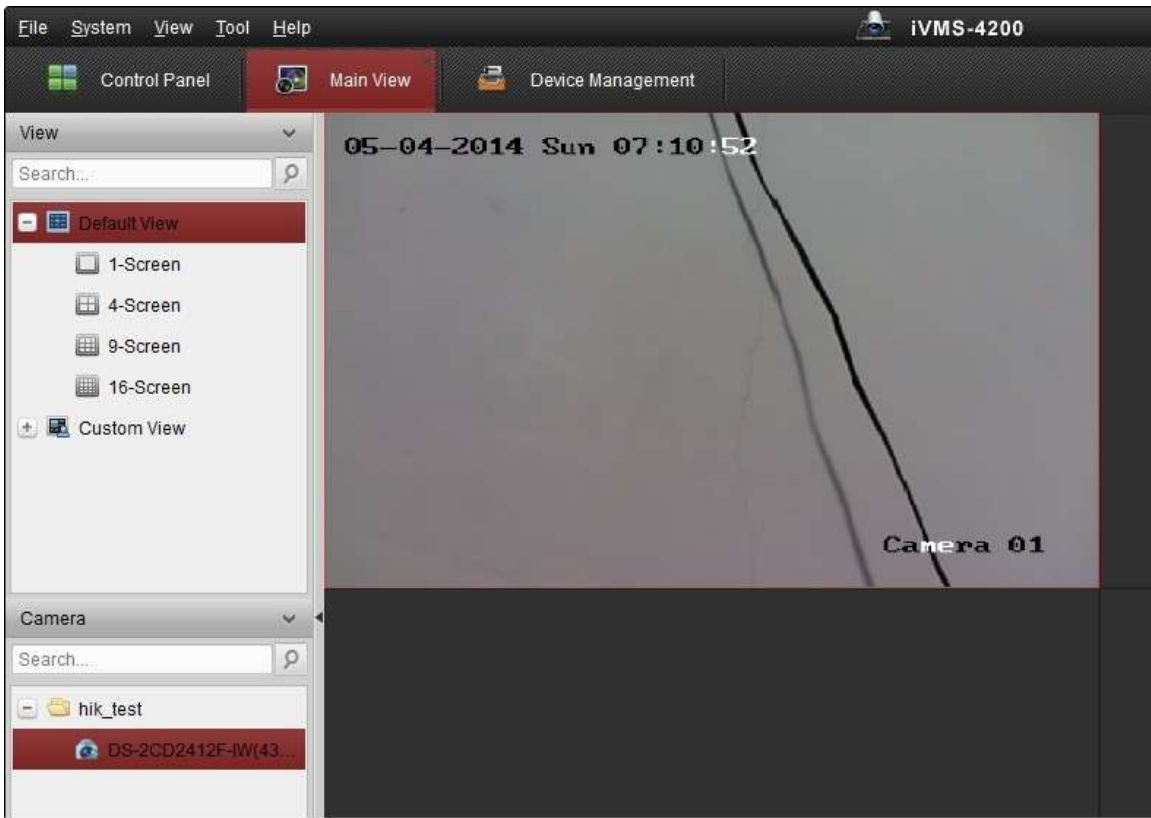 File System View Tool Help
iVMS-4200
Control Panel
Main View
Device Management
View
Search...
Default View
1-Screen
4-Screen
9-Screen
16-Screen
Custom View
05-04-2014 Sun 07:10:52
Camera 01
Camera
Search...
hik_test
DS-2CD2412F-IW(43...